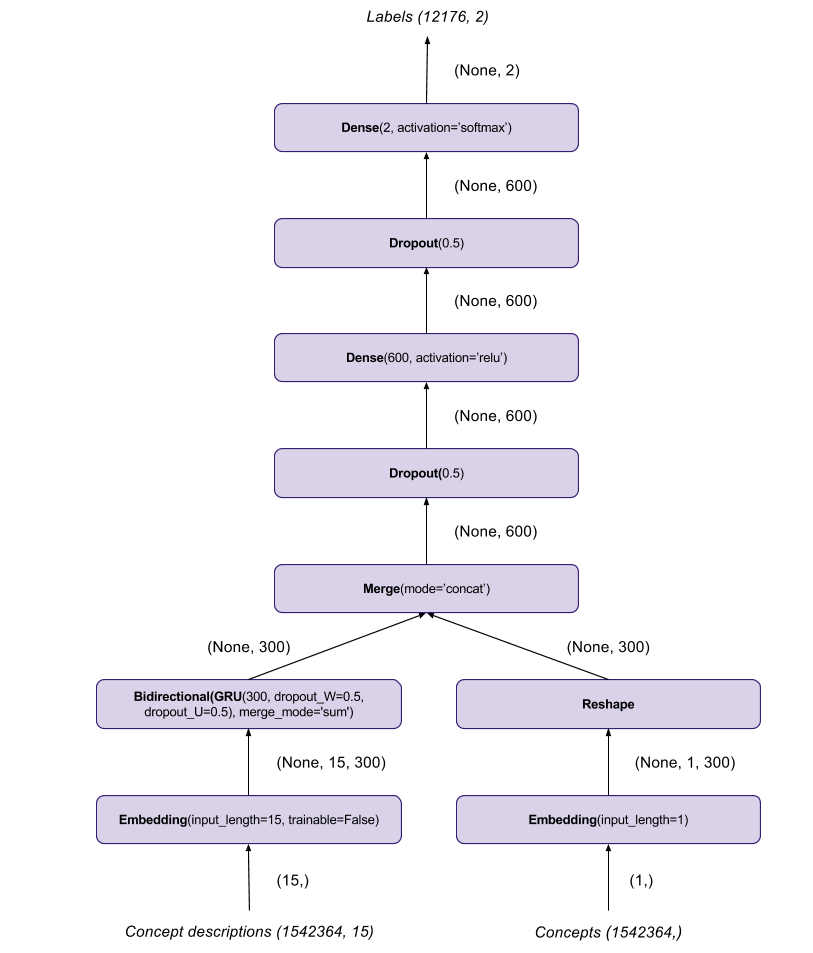 Labels (12176, 2)
(None, 2)
Dense(2, activation='softmax')
(None, 600)
Dropout(0.5)
(None, 600)
Dense(600, activation='relu')
(None, 600)
Dropout(0.5)
(None, 600)
Merge(mode='concat')
(None, 300)
(None, 300)
Bidirectional(GRU(300, dropout_W=0.5,
dropout_U=0.5), merge_mode='sum')
Reshape
(None, 15, 300)
(None, 1, 300)
Embedding(input_length=15, trainable=False)
Embedding(input_length=1)
(15,)
(1,)
Concept descriptions (1542364, 15)
Concepts (1542364,)